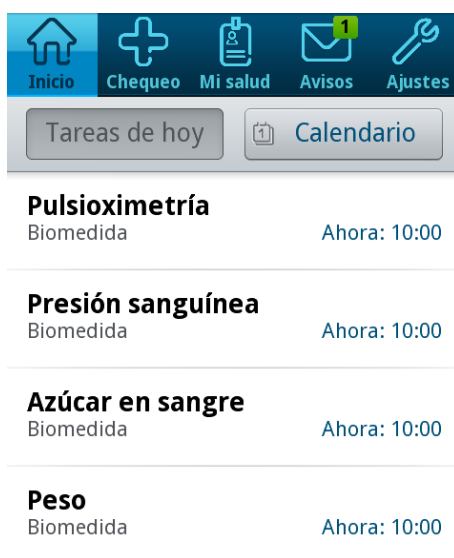 1
Inicio Chequeo Mi salud Avisos Ajustes
Tareas de hoy 1 Calendario
Pulsioximetría
Biomedida Ahora: 10:00
Presión sanguínea
Biomedida Ahora: 10:00
Azúcar en sangre
Biomedida Ahora: 10:00
Peso
Biomedida Ahora: 10:00